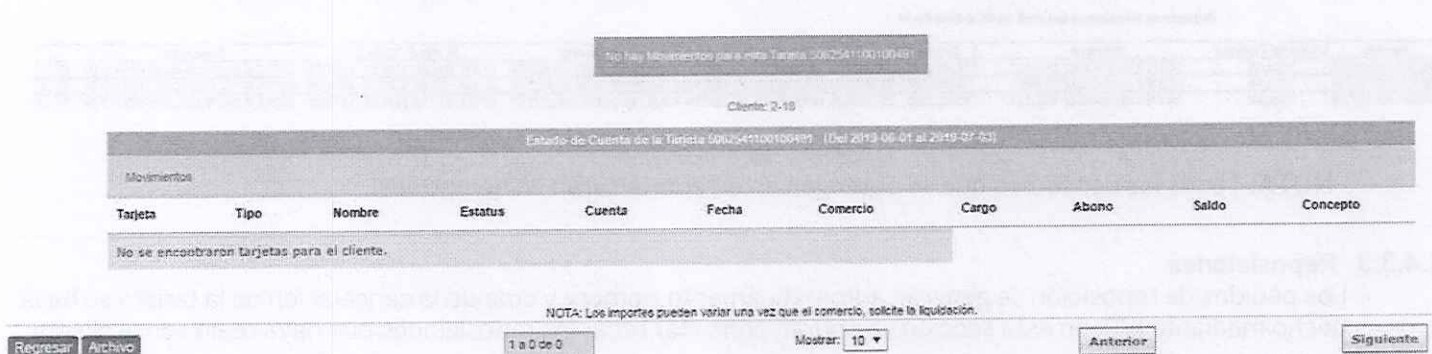 No hay Movimientos para esta Tarjeta 5062541100100491
Cliente: 2-18
Estado de Cuenta de la Tarjeta 5062541100100491 (Del 2019-06-01 al 2019-07-03)
Movimientos
Tarjeta Tipo Nombre Estatus Cuenta Fecha Comercio Cargo Abono Saldo Concepto
No se encontraron tarjetas para el cliente.
NOTA: Los importes pueden variar una vez que el comercio, solicite la liquidación.
Regresar Archivo 1 a 0 de 0 Mostrar: 10 Anterior Siguiente